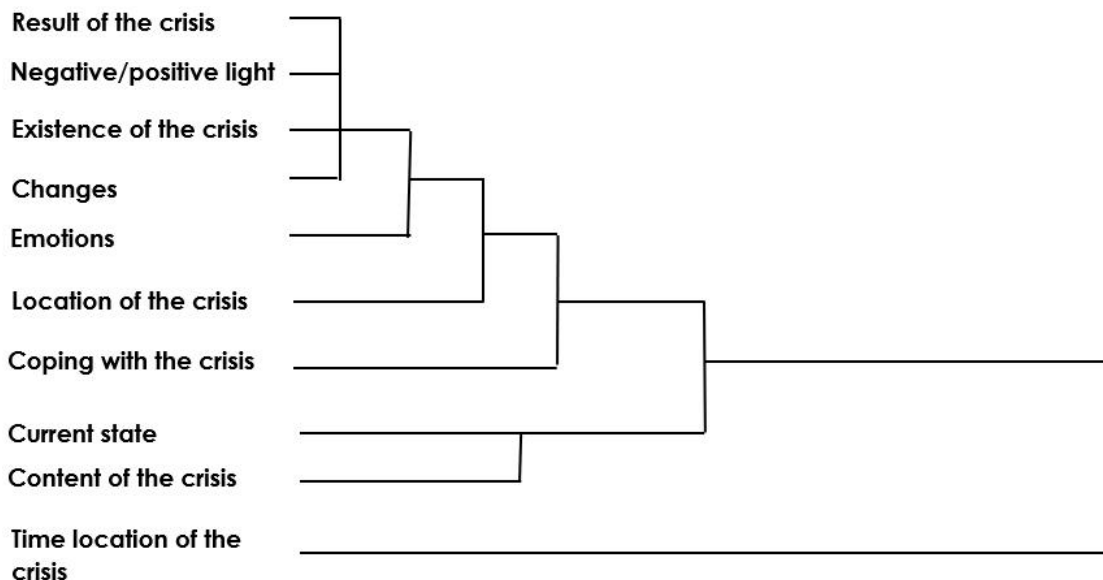 Result of the crisis
Negative/positive light
Existence of the crisis
Changes
Emotions
Location of the crisis
Coping with the crisis
Current state
Content of the crisis
Time location of the
crisis